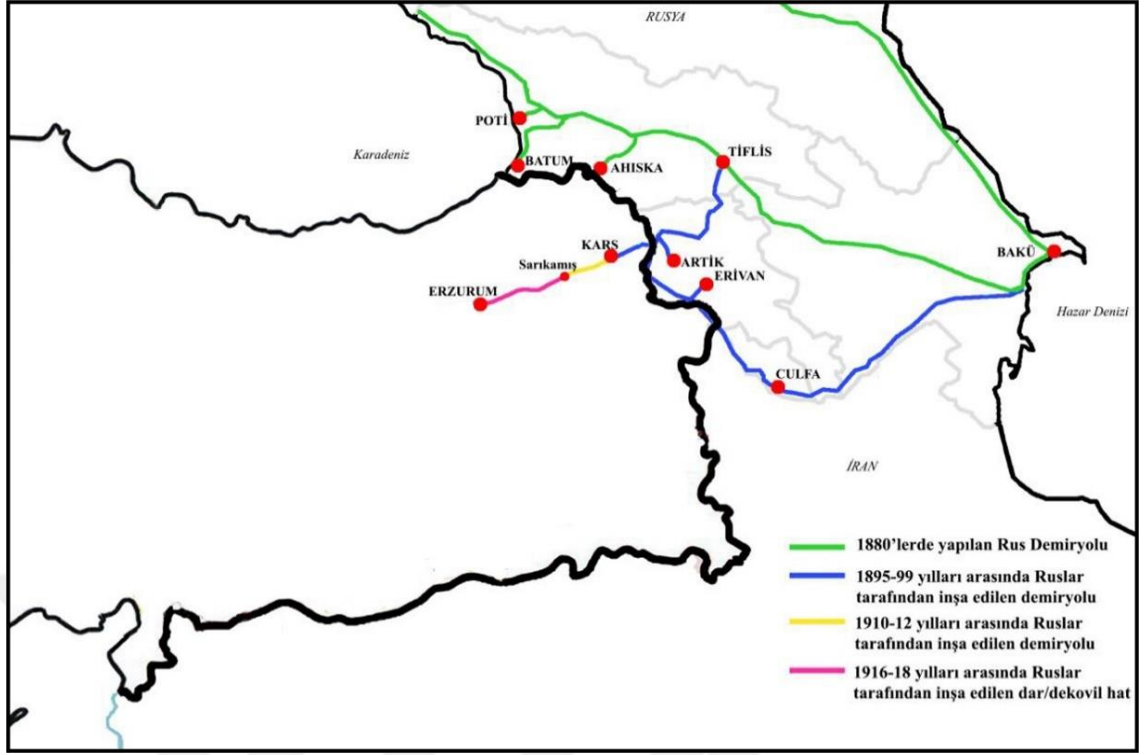 RUSYA
POTİ
Karadeniz
BATUM
AHISKA
TİFLİS
KARS
ARTİK
BAKÜ
Sarıkamış
ERİVAN
ERZURUM
Hazar Denizi
CULFA
İRAN
1880'lerde yapılan Rus Demiryolu
1895-99 yılları arasında Ruslar
tarafından inşa edilen demiryolu
1910-12 yılları arasında Ruslar
tarafından inşa edilen demiryolu
1916-18 yılları arasında Ruslar
tarafından inşa edilen dar/dekovil hat